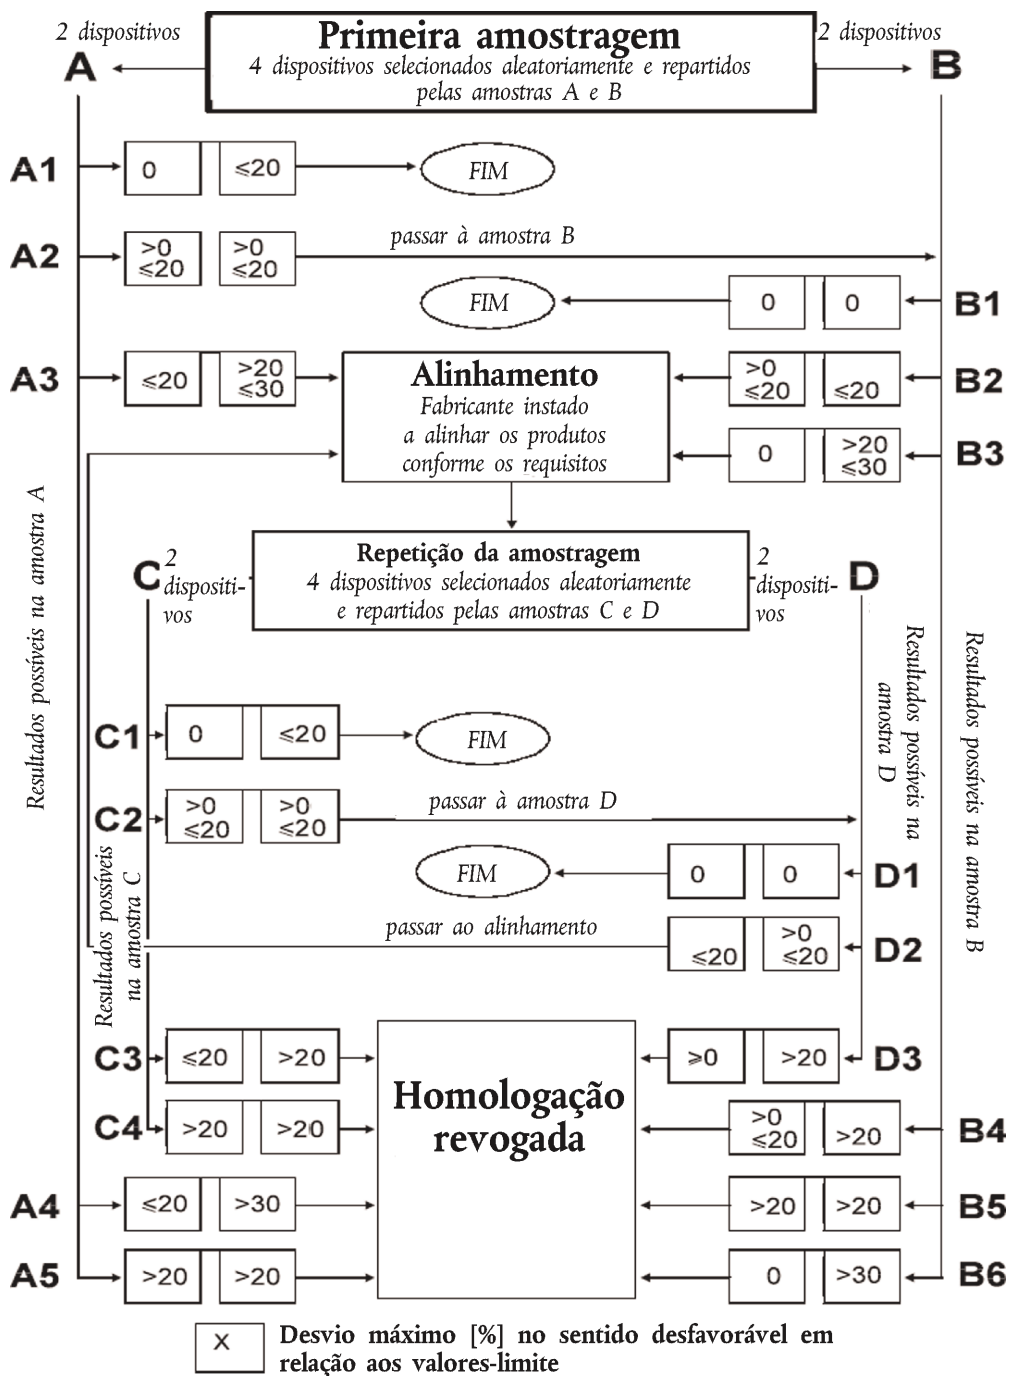 2 dispositivos
Primeira amostragem
2 dispositivos
A
4 dispositivos selecionados aleatoriamente e repartidos
pelas amostras A e B
B
A1
0
≤20
FIM
A2
>0
≤20
>0
≤20
passar à amostra B
FIM
0
0
B1
A3
≤20
>20
≤30
Alinhamento
Fabricante instado
a alinhar os produtos
conforme os requisitos
>0
≤20
≤20
B2
0
>20
≤30
B3
Resultados possíveis na amostra A
C
2
dispositi-
vos
Repetição da amostragem
4 dispositivos selecionados aleatoriamente
e repartidos pelas amostras C e D
2
dispositi-
vos
D
Resultados possíveis na
amostra D
Resultados possíveis na amostra B
C1
0
≤20
FIM
C2
>0
≤20
>0
≤20
passar à amostra D
Resultados possíveis
na amostra C
FIM
0
0
D1
passar ao alinhamento
≤20
>0
≤20
D2
C3
≤20
>20
Homologação
revogada
≥0
>20
D3
C4
>20
>20
>0
≤20
>20
B4
A4
≤20
>30
>20
>20
B5
A5
>20
>20
0
>30
B6
X
Desvio máximo [%] no sentido desfavorável em
relação aos valores-limite